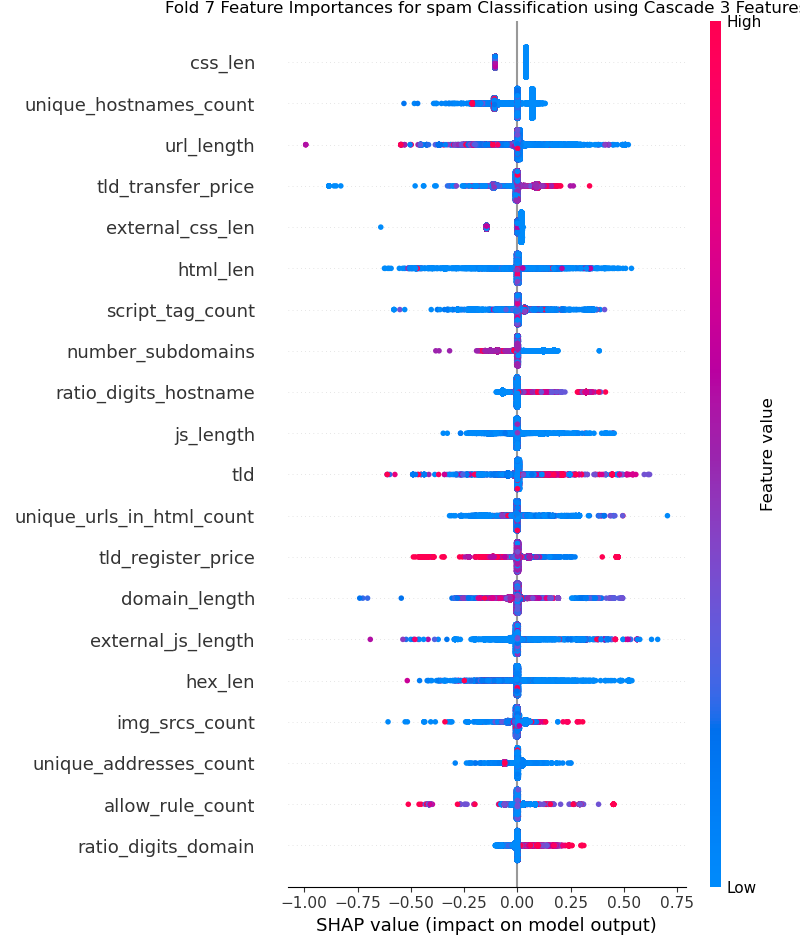 Fold 7 Feature Importances for spam Classification using Cascade 3 Features
High
css_len
unique_hostnames_count
url_length
tld_transfer_price
external_css_len
html_len
script_tag_count
number_subdomains
ratio_digits_hostname
js_length
tld
unique_urls_in_html_count
tld_register_price
domain_length
external_js_length
hex_len
img_srcs_count
unique_addresses_count
allow_rule_count
ratio_digits_domain
Feature value
Low
−1.00 −0.75 −0.50 −0.25 0.00 0.25 0.50 0.75
SHAP value (impact on model output)